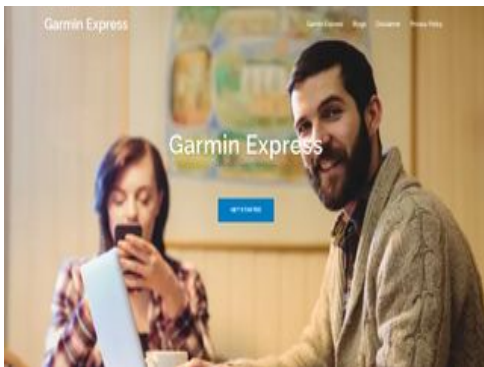 Garmin Express
Garmin Express Blogs Disclaimer Privacy Policy
Garmin Express
GET STARTED